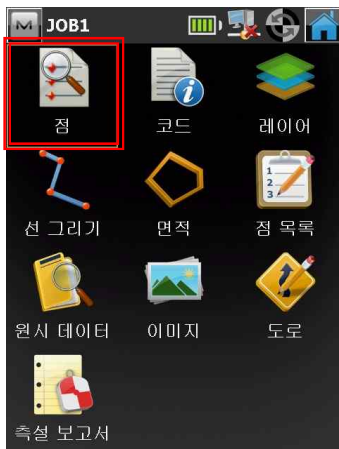 JOB1
점
코드
레이어
선 그리기
면적
점 목록
원시 데이터
이미지
도로
측설 보고서